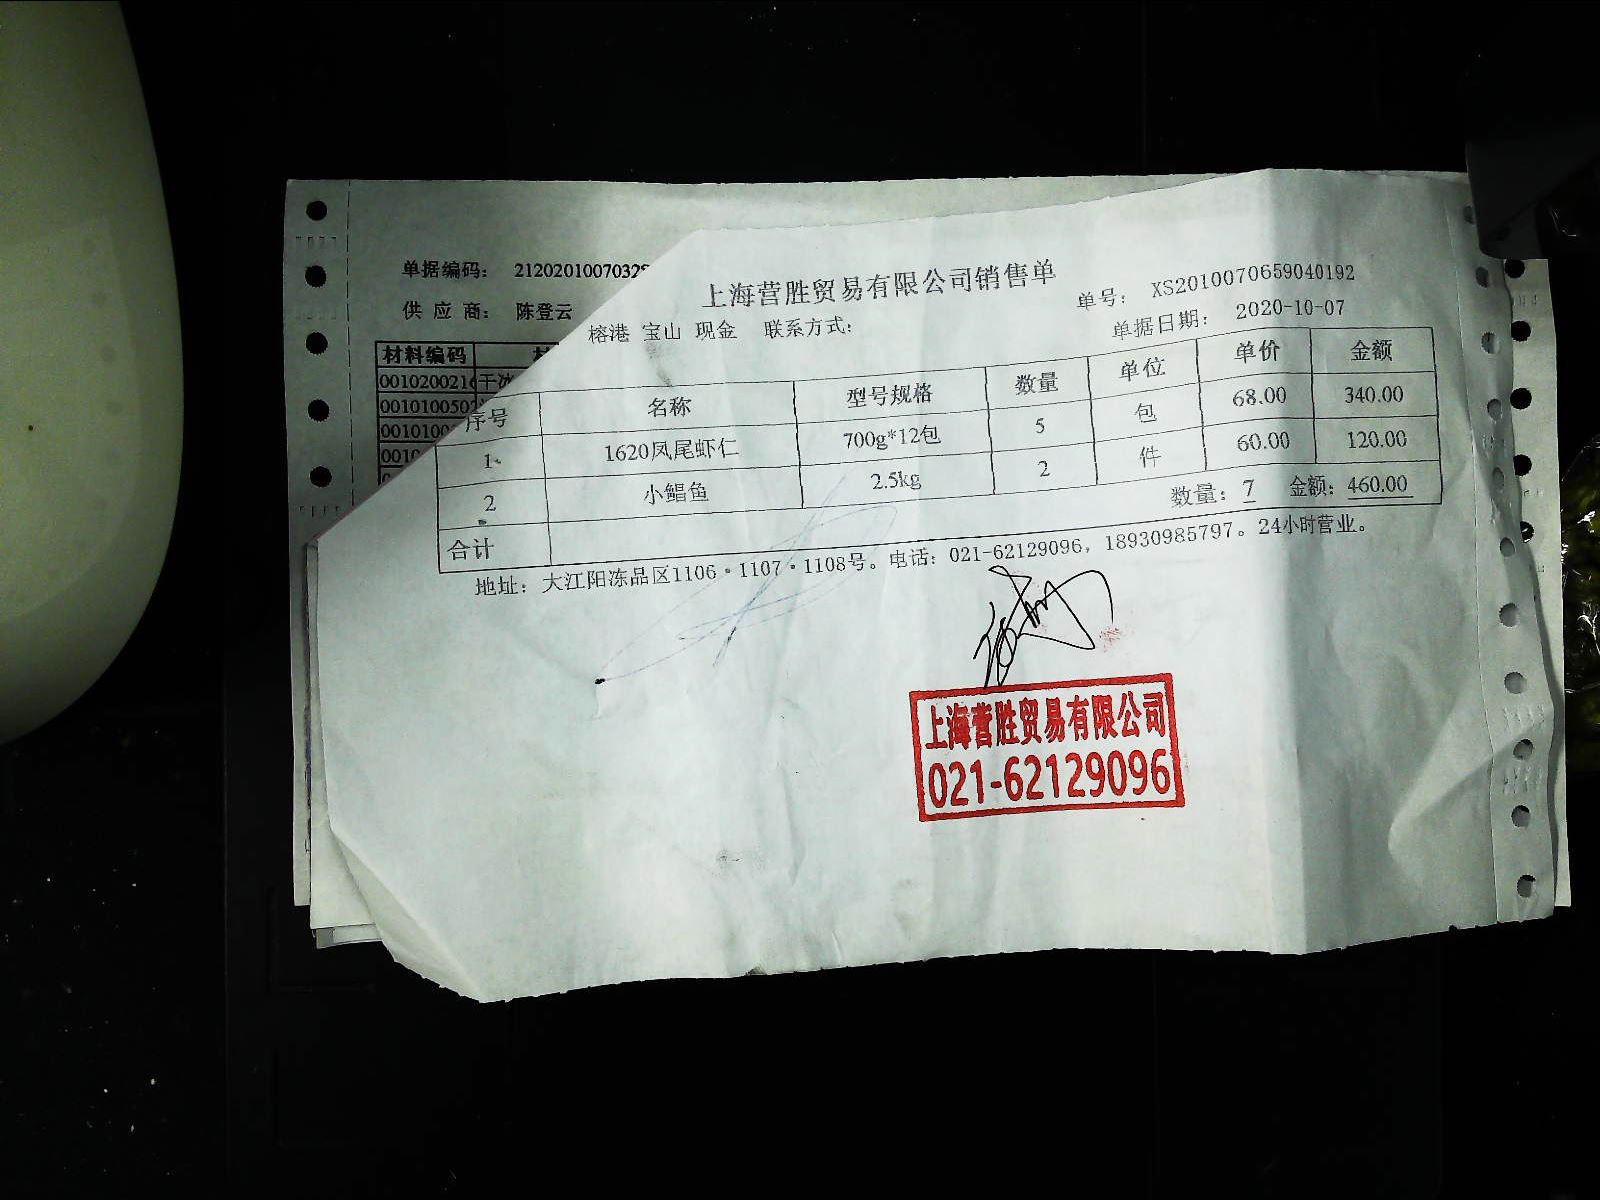 单据编码： 2120201007032
供 应 商： 陈登云
材料编码
0010200216 干冰
001010050
上海营胜贸易有限公司销售单
单号： XS2010070659040192
榕港 宝山 现金 联系方式：
单据日期： 2020-10-07
序号 名称 型号规格 数量 单位 单价 金额
1 1620凤尾虾仁 700g*12包 5 包 68.00 340.00
2 小鲳鱼 2.5kg 2 件 60.00 120.00
合计 数量：7 金额：460.00
地址：大江阳冻品区1106·1107·1108号。电话：021-62129096，18930985797。24小时营业。
上海营胜贸易有限公司
021-62129096